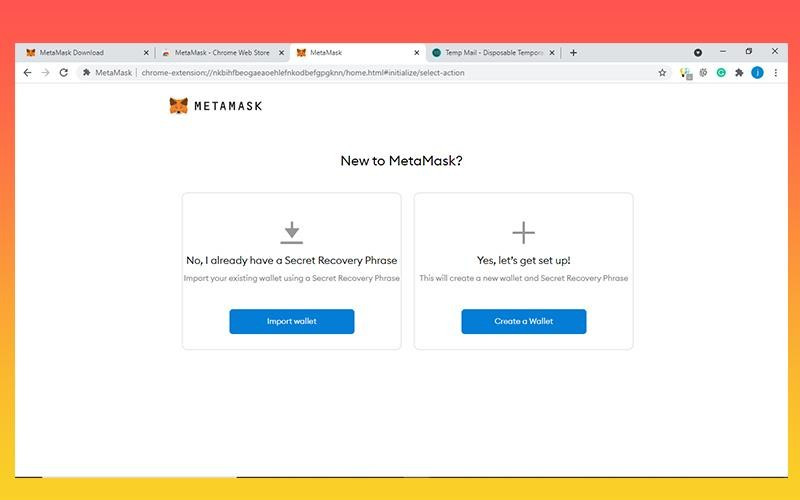 MetaMask Download
MetaMask - Chrome Web Store
MetaMask
Temp Mail - Disposable Tempora
MetaMask
chrome-extension://nkbihfbeogaeaoehlefnkodbefgpgknn/home.html#initialize/select-action
METAMASK
New to MetaMask?
No, I already have a Secret Recovery Phrase
Import your existing wallet using a Secret Recovery Phrase
Import wallet
Yes, let's get set up!
This will create a new wallet and Secret Recovery Phrase
Create a Wallet